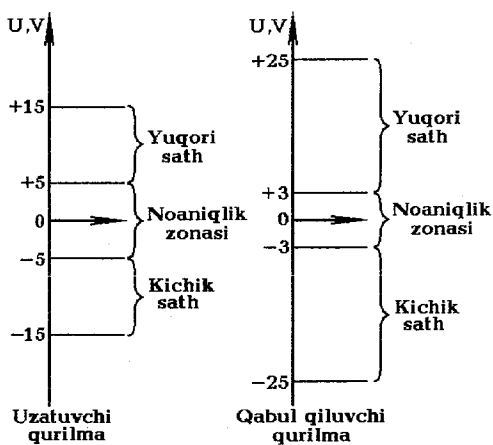 U,V
+15
Yuqori
sath
+5
0
Noaniqlik
zonasi
−5
Kichik
sath
−15
Uzatuvchi
qurilma
U,V
+25
Yuqori
sath
+3
0
Noaniqlik
zonasi
−3
Kichik
sath
−25
Qabul qiluvchi
qurilma